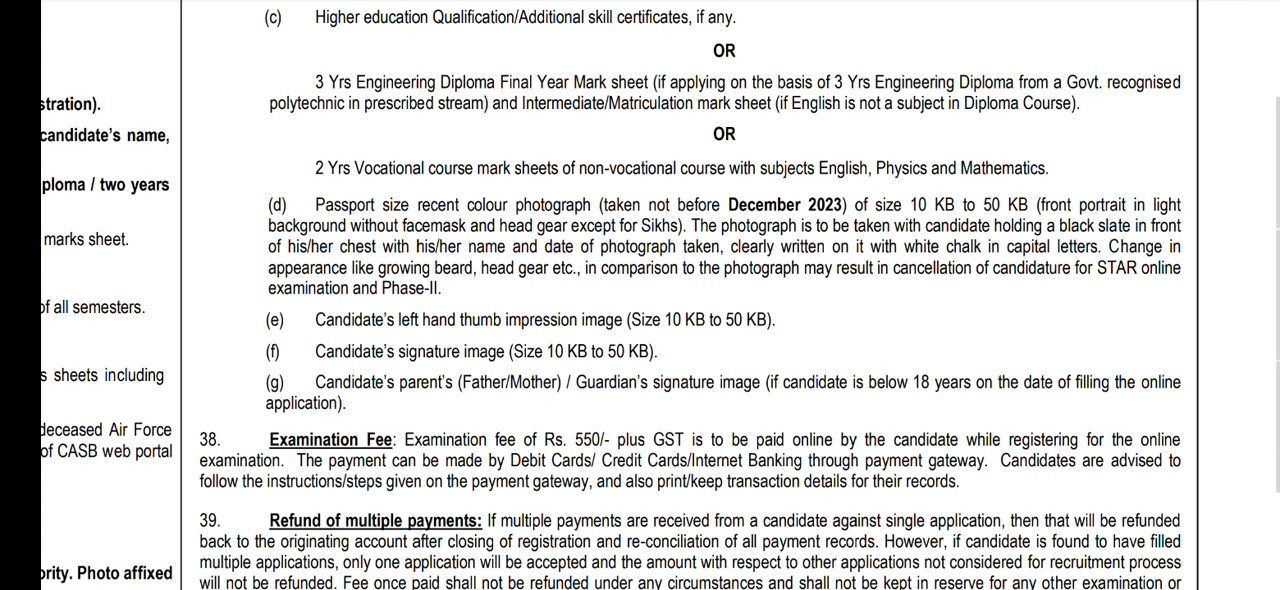 stration).
candidate's name,
ploma / two years
marks sheet.
of all semesters.
s sheets including
deceased Air Force
of CASB web portal
ority. Photo affixed
(c) Higher education Qualification/Additional skill certificates, if any.
OR
3 Yrs Engineering Diploma Final Year Mark sheet (if applying on the basis of 3 Yrs Engineering Diploma from a Govt. recognised
polytechnic in prescribed stream) and Intermediate/Matriculation mark sheet (if English is not a subject in Diploma Course).
OR
2 Yrs Vocational course mark sheets of non-vocational course with subjects English, Physics and Mathematics.
(d) Passport size recent colour photograph (taken not before December 2023) of size 10 KB to 50 KB (front portrait in light
background without facemask and head gear except for Sikhs). The photograph is to be taken with candidate holding a black slate in front
of his/her chest with his/her name and date of photograph taken, clearly written on it with white chalk in capital letters. Change in
appearance like growing beard, head gear etc., in comparison to the photograph may result in cancellation of candidature for STAR online
examination and Phase-II.
(e) Candidate's left hand thumb impression image (Size 10 KB to 50 KB).
(f) Candidate's signature image (Size 10 KB to 50 KB).
(g) Candidate's parent's (Father/Mother) / Guardian's signature image (if candidate is below 18 years on the date of filling the online
application).
38. Examination Fee: Examination fee of Rs. 550/- plus GST is to be paid online by the candidate while registering for the online
examination. The payment can be made by Debit Cards/ Credit Cards/Internet Banking through payment gateway. Candidates are advised to
follow the instructions/steps given on the payment gateway, and also print/keep transaction details for their records.
39. Refund of multiple payments: If multiple payments are received from a candidate against single application, then that will be refunded
back to the originating account after closing of registration and re-conciliation of all payment records. However, if candidate is found to have filled
multiple applications, only one application will be accepted and the amount with respect to other applications not considered for recruitment process
will not be refunded. Fee once paid shall not be refunded under any circumstances and shall not be kept in reserve for any other examination or